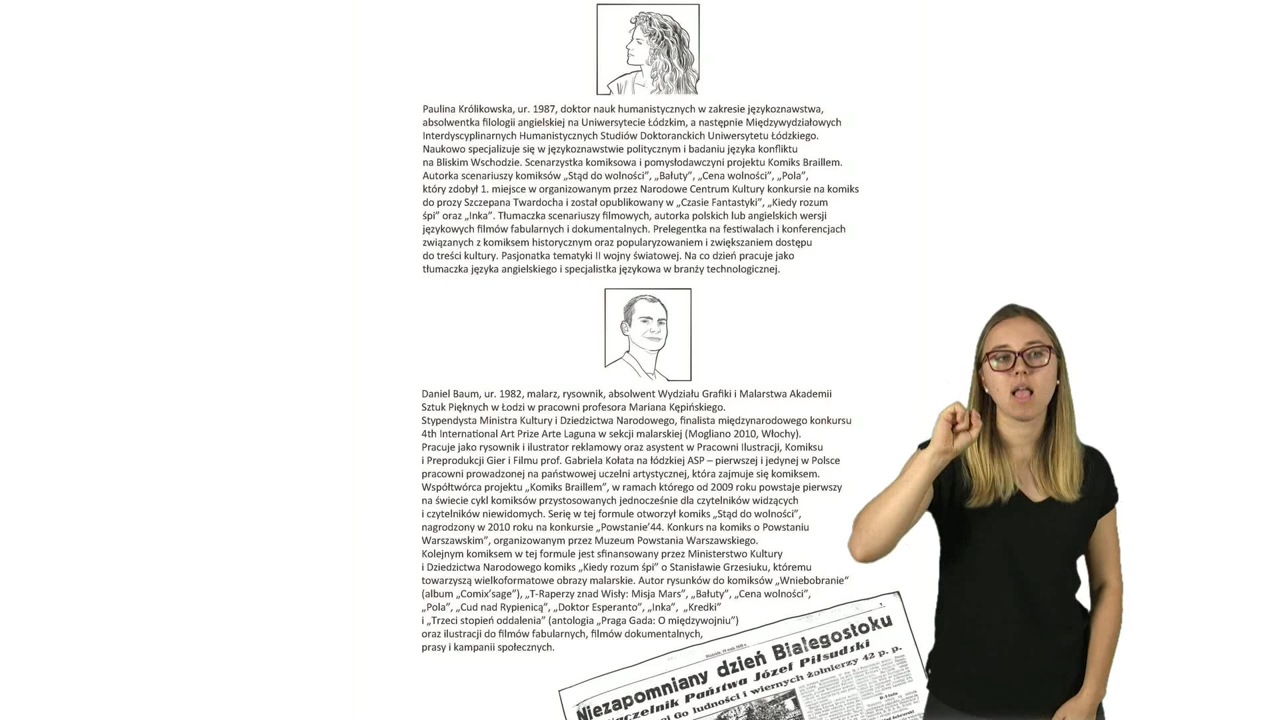 Paulina Królikowska, ur. 1987, doktor nauk humanistycznych w zakresie językoznawstwa,
absolwentka filologii angielskiej na Uniwersytecie Łódzkim, a następnie Międzywydziałowych
Interdyscyplinarnych Humanistycznych Studiów Doktoranckich Uniwersytetu Łódzkiego.
Naukowo specjalizuje się w językoznawstwie politycznym i badaniu języka konfliktu
na Bliskim Wschodzie. Scenarzystka komiksowa i pomysłodawczyni projektu Komiks Braillem.
Autorka scenariuszy komiksów „Stąd do wolności”, „Bałuty”, „Cena wolności”, „Pola”,
który zdobył 1. miejsce w organizowanym przez Narodowe Centrum Kultury konkursie na komiks
do prozy Szczepana Twardocha i został opublikowany w „Czasie Fantastyki”, „Kiedy rozum
śpi” oraz „Inka”. Tłumaczka scenariuszy filmowych, autorka polskich lub angielskich wersji
językowych filmów fabularnych i dokumentalnych. Prelegentka na festiwalach i konferencjach
związanych z komiksem historycznym oraz popularyzowaniem i zwiększaniem dostępu
do treści kultury. Pasjonatka tematyki II wojny światowej. Na co dzień pracuje jako
tłumaczka języka angielskiego i specjalistka językowa w branży technologicznej.
Daniel Baum, ur. 1982, malarz, rysownik, absolwent Wydziału Grafiki i Malarstwa Akademii
Sztuk Pięknych w Łodzi w pracowni profesora Mariana Kępińskiego.
Stypendysta Ministra Kultury i Dziedzictwa Narodowego, finalista międzynarodowego konkursu
4th International Art Prize Arte Laguna w sekcji malarskiej (Mogliano 2010, Włochy).
Pracuje jako rysownik i ilustrator reklamowy oraz asystent w Pracowni Ilustracji, Komiksu
i Preprodukcji Gier i Filmu prof. Gabriela Kołata na łódzkiej ASP – pierwszej i jedynej w Polsce
pracowni prowadzonej na państwowej uczelni artystycznej, która zajmuje się komiksem.
Współtwórca projektu „Komiks Braillem”, w ramach którego od 2009 roku powstaje pierwszy
na świecie cykl komiksów przystosowanych jednocześnie dla czytelników widzących
i czytelników niewidomych. Serię w tej formule otworzył komiks „Stąd do wolności”,
nagrodzony w 2010 roku na konkursie „Powstanie’44. Konkurs na komiks o Powstaniu
Warszawskim”, organizowanym przez Muzeum Powstania Warszawskiego.
Kolejnym komiksem w tej formule jest sfinansowany przez Ministerstwo Kultury
i Dziedzictwa Narodowego komiks „Kiedy rozum śpi” o Stanisławie Grzesiuku, któremu
towarzyszą wielkoformatowe obrazy malarskie. Autor rysunków do komiksów „Wniebobranie”
(album „Comix’sage”), „T-Raperzy znad Wisły: Misja Mars”, „Bałuty”, „Cena wolności”,
„Pola”, „Cud nad Rypienicą”, „Doktor Esperanto”, „Inka”, „Kredki”
i „Trzeci stopień oddalenia” (antologia „Praga Gada: O międzywojniu”)
oraz ilustracji do filmów fabularnych, filmów dokumentalnych,
prasy i kampanii społecznych.
Niezapomniany dzień Białegostoku
Państwa Józef Piłsudski
Go ludności i wiernych żołnierzy 42 p. p.